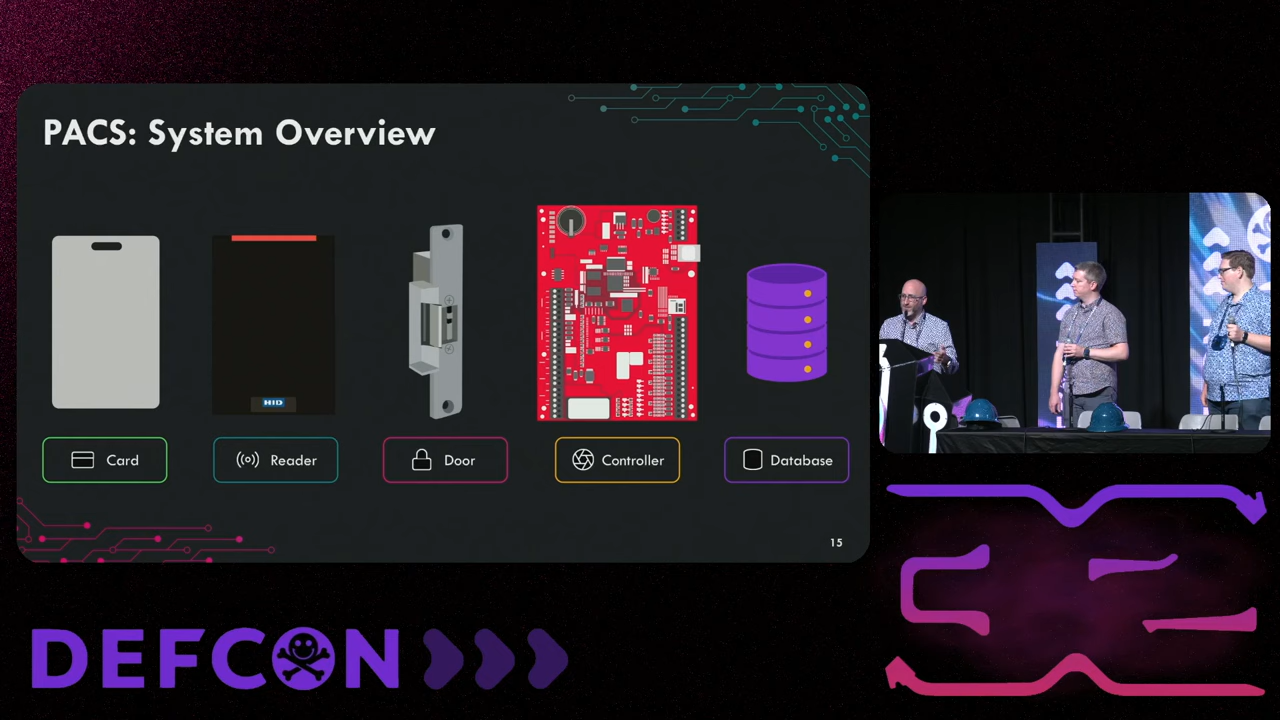 PACS: System Overview
HID
Card
Reader
Door
Controller
Database
15
DEFCON